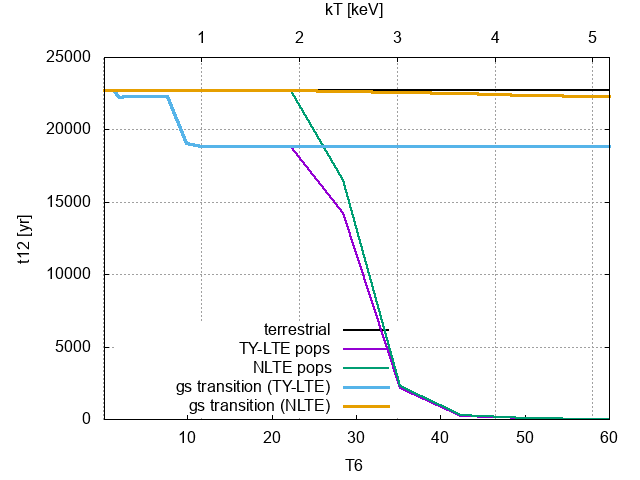 kT [keV]
1 2 3 4 5
25000
20000
15000
10000
5000
0
t12 [yr]
terrestrial
TY-LTE pops
NLTE pops
gs transition (TY-LTE)
gs transition (NLTE)
10 20 30 40 50 60
T6